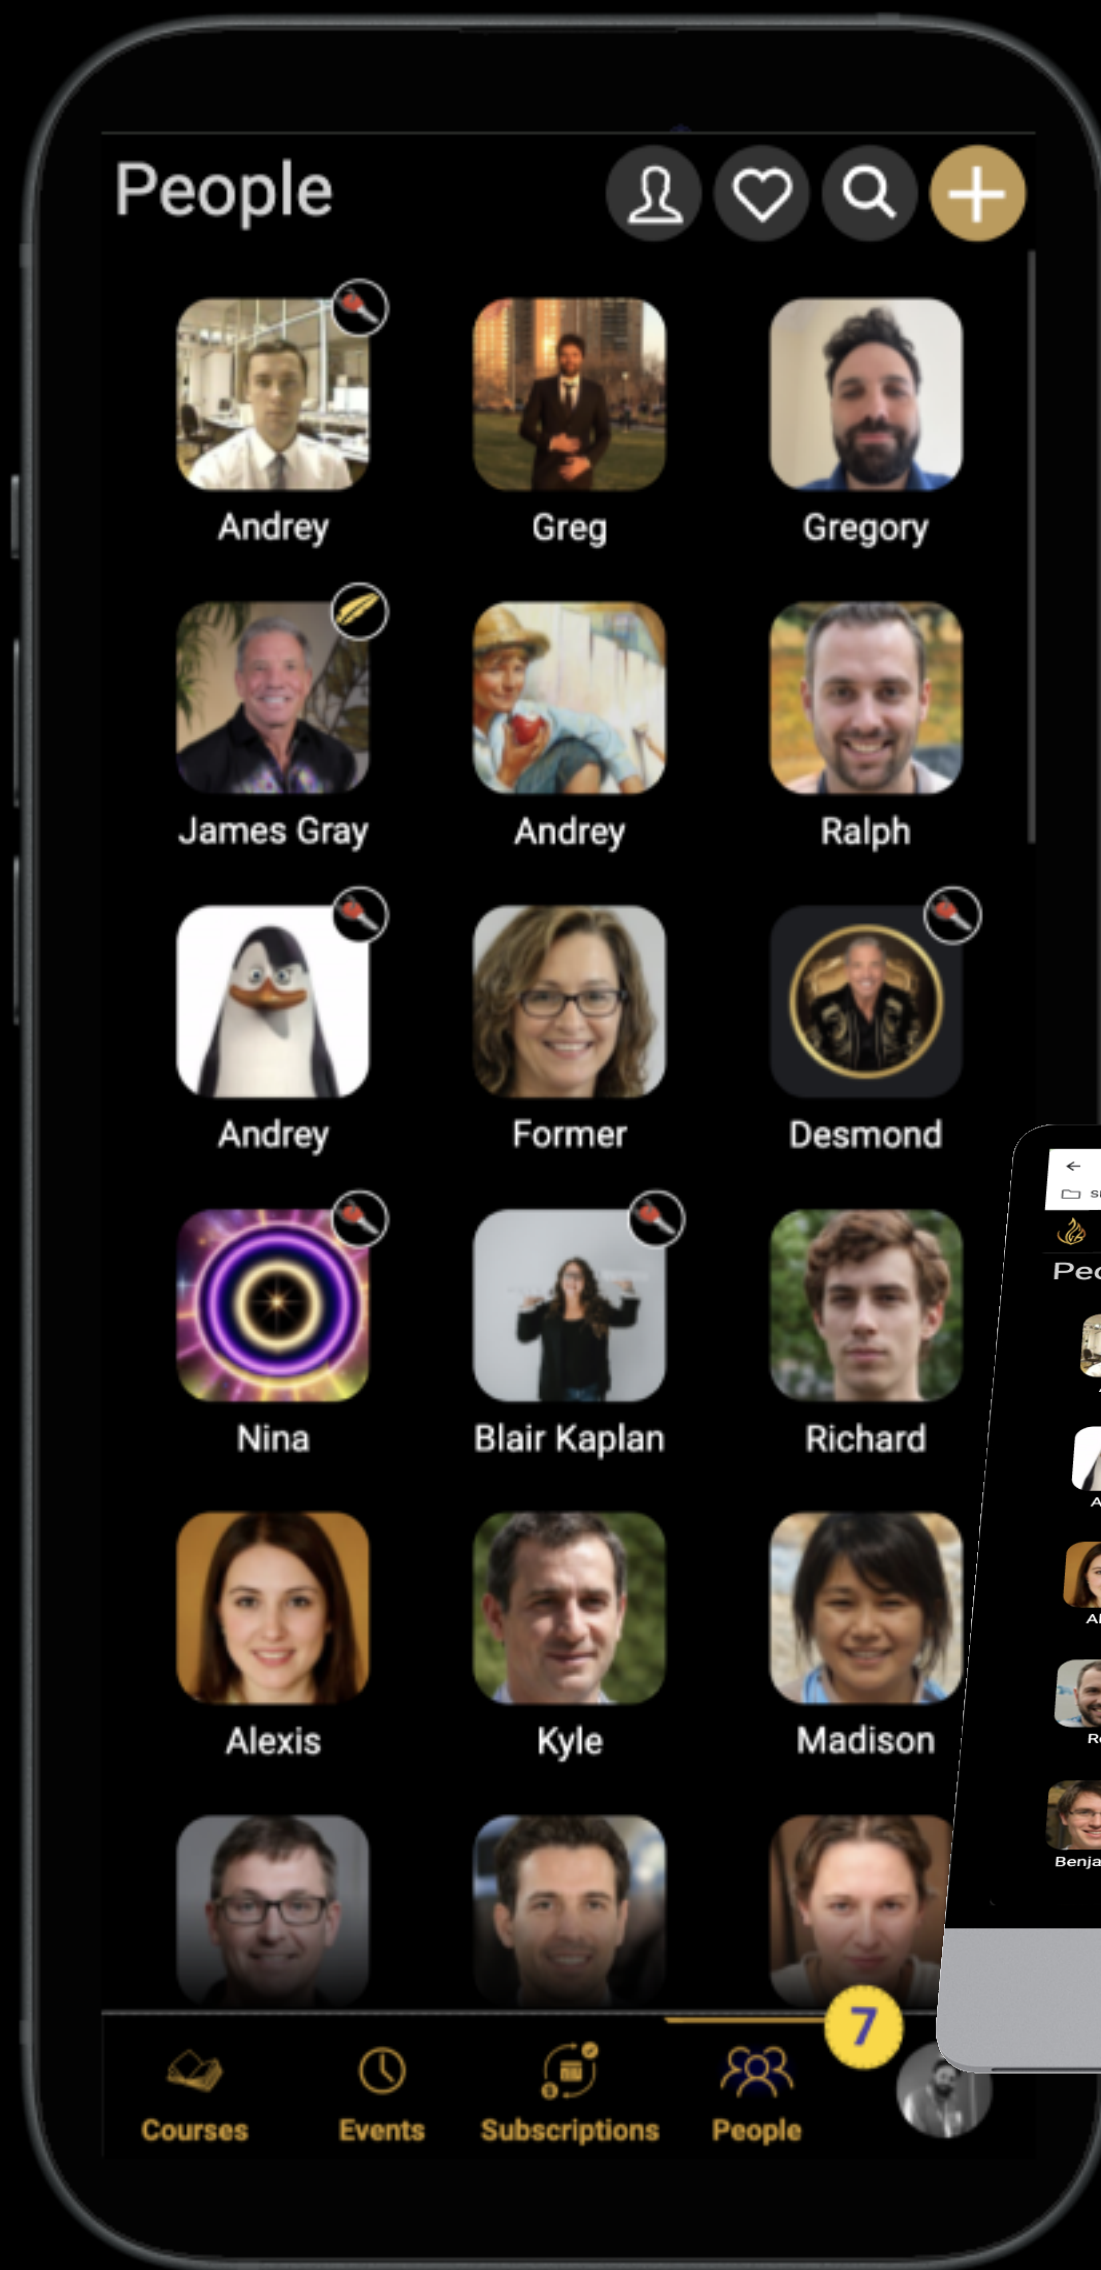 People
Andrey
Greg
Gregory
James Gray
Andrey
Ralph
Andrey
Former
Desmond
Nina
Blair Kaplan
Richard
Alexis
Kyle
Madison
7
Courses
Events
Subscriptions
People